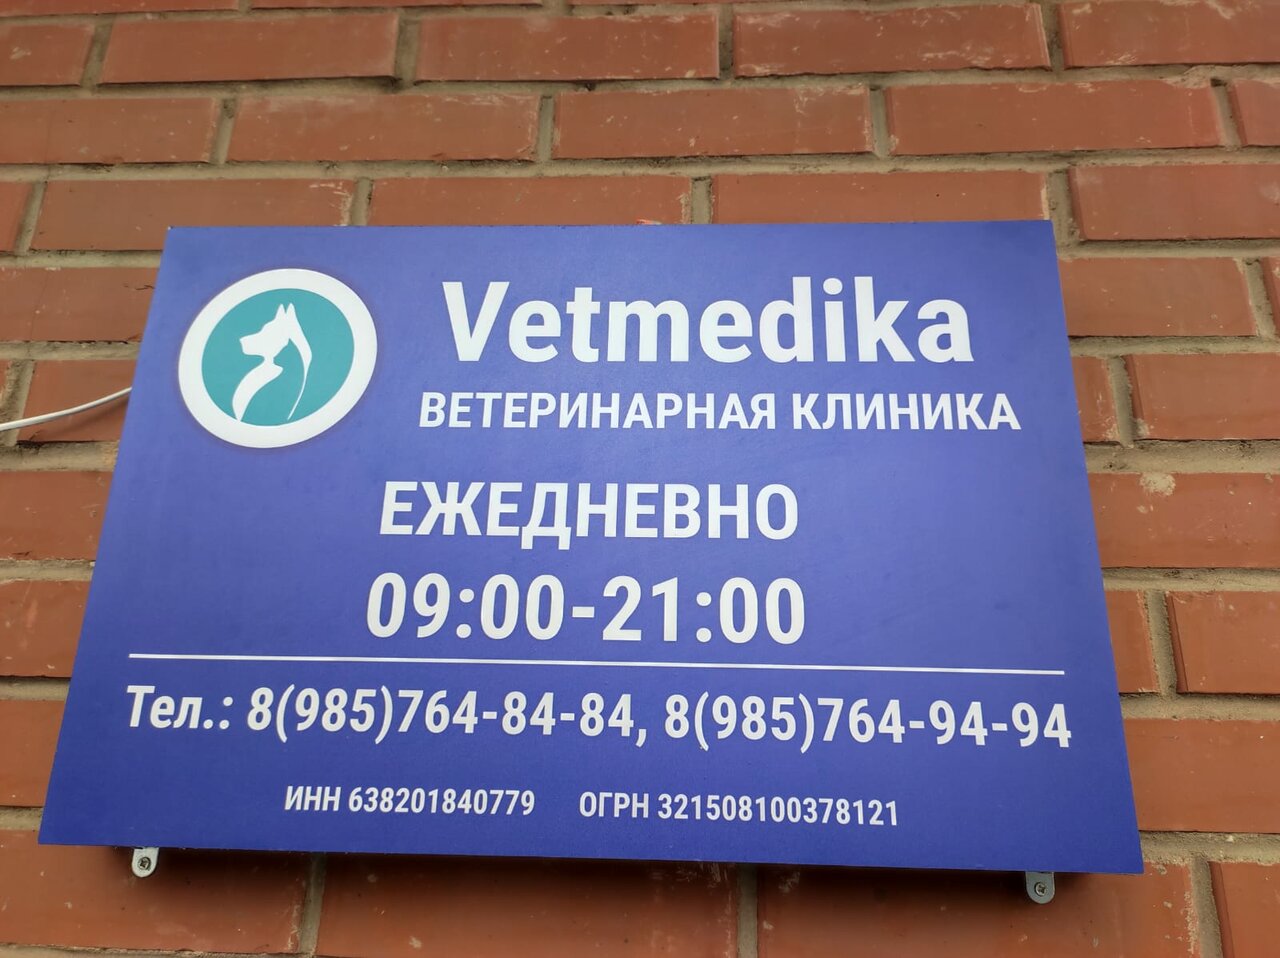 Vetmedika
ВЕТЕРИНАРНАЯ КЛИНИКА
ЕЖЕДНЕВНО
09:00-21:00
Тел.: 8(985)764-84-84, 8(985)764-94-94
ИНН 638201840779 ОГРН 321508100378121